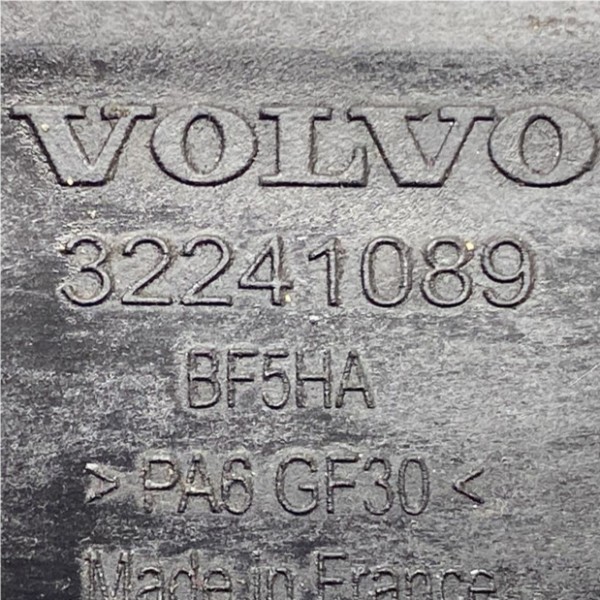 VOLVO
32241089
BF5HA
> PA6 GF30 <
Made in France